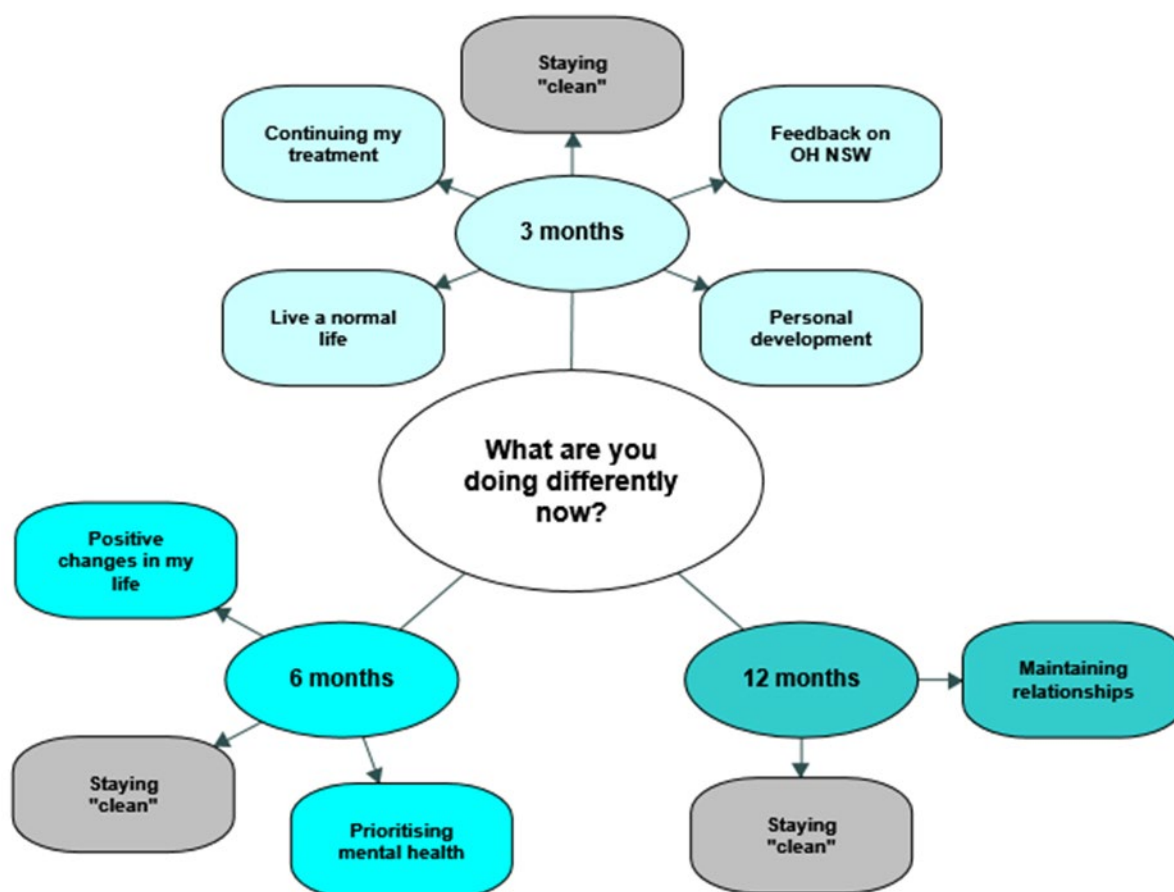 Staying
"clean"
Continuing my
treatment
Feedback on
OH NSW
3 months
Live a normal
life
Personal
development
What are you
doing differently
now?
Positive
changes in my
life
6 months
12 months
Maintaining
relationships
Staying
"clean"
Prioritising
mental health
Staying
"clean"